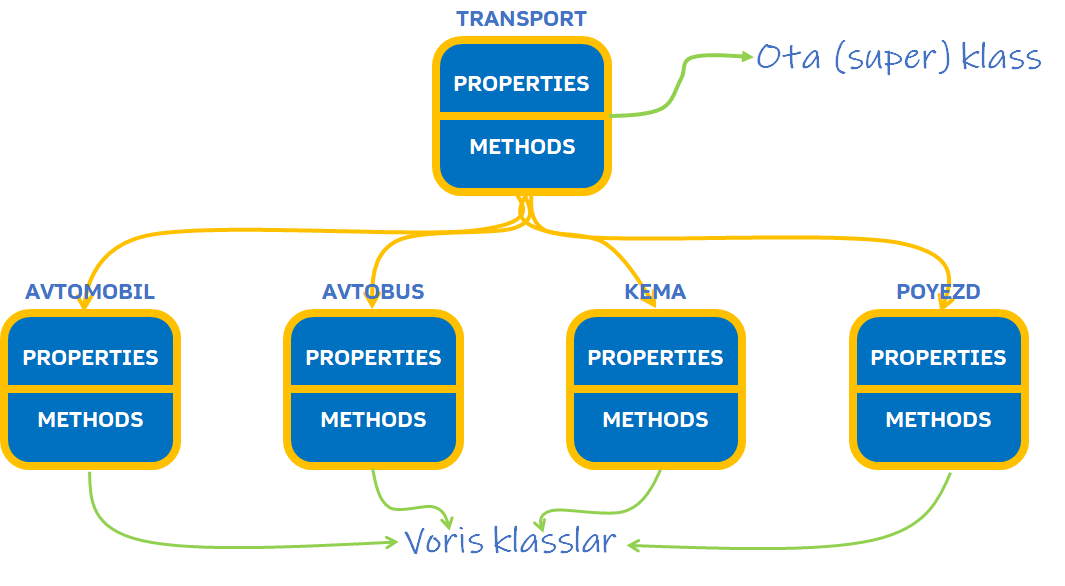 TRANSPORT
Ota (super) klass
PROPERTIES
METHODS
AVTOMOBIL
AVTOBUS
KEMA
POYEZD
PROPERTIES
PROPERTIES
PROPERTIES
PROPERTIES
METHODS
METHODS
METHODS
METHODS
Voris klasslar